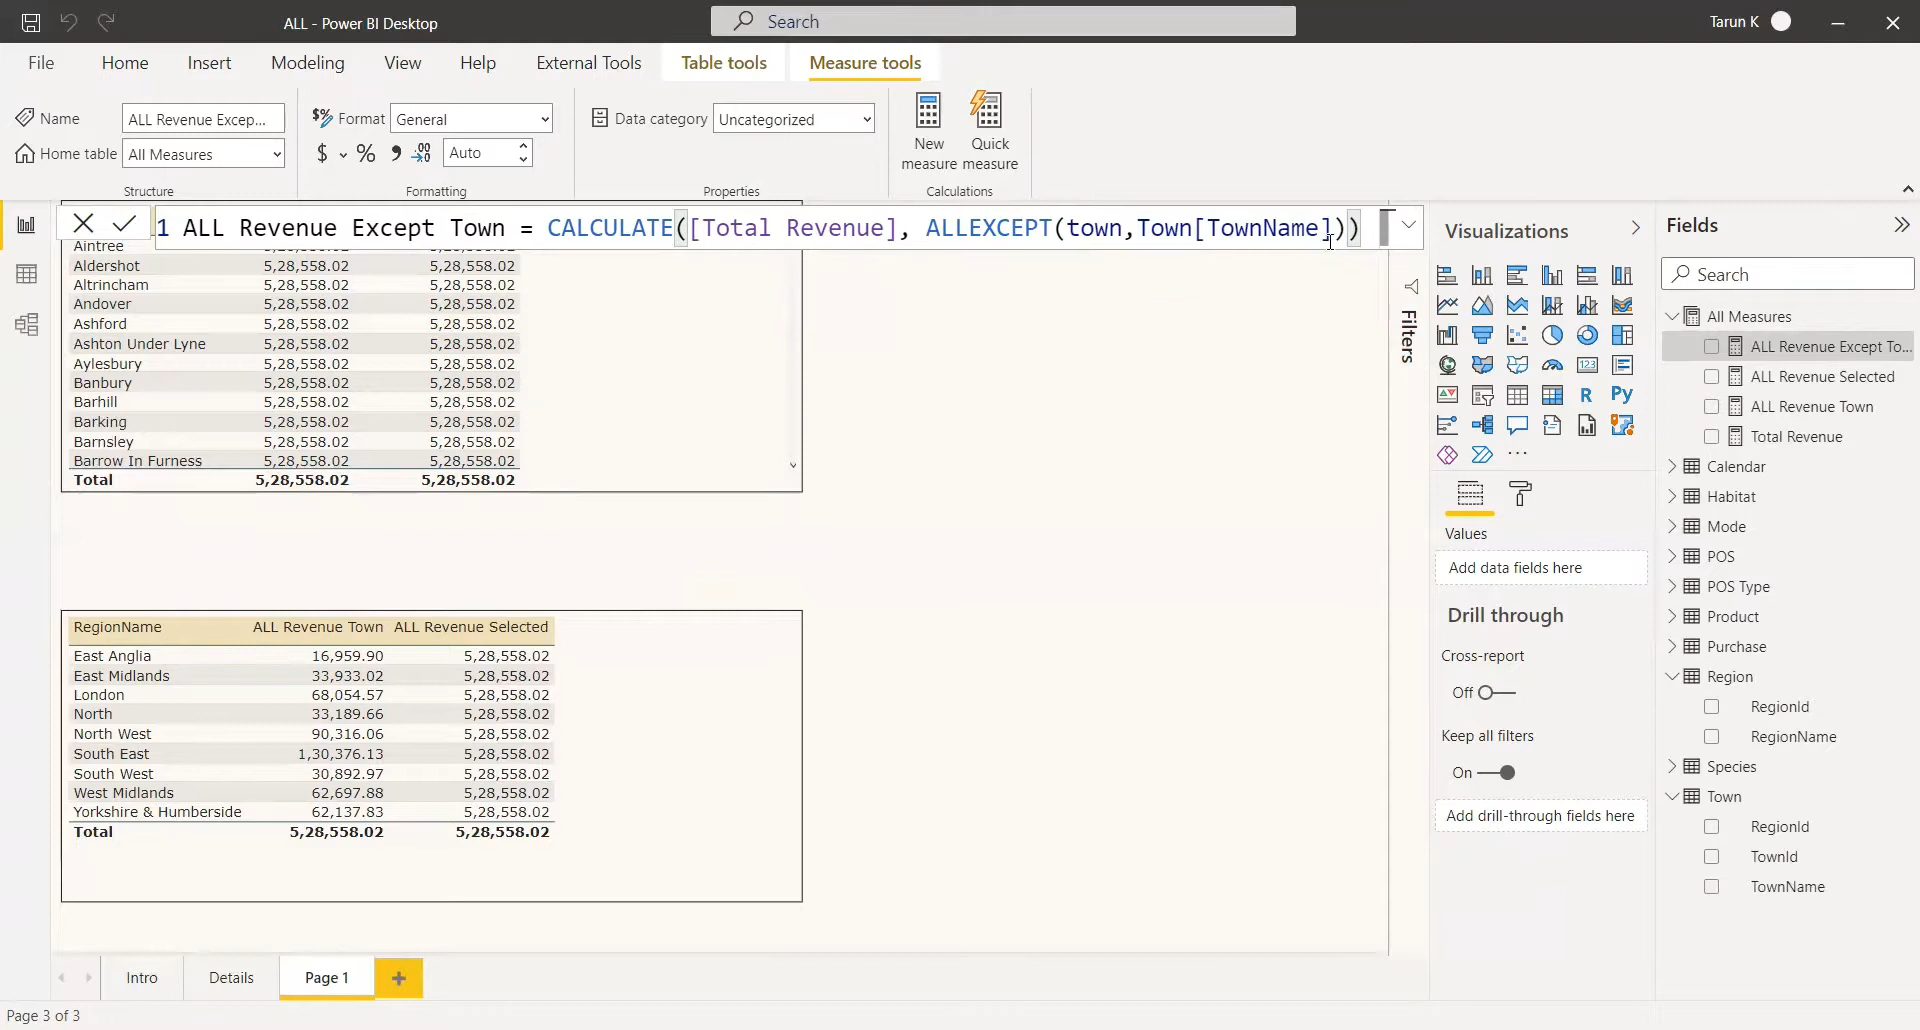 ALL - Power BI Desktop
Search
Tarun K
File
Home
Insert
Modeling
View
Help
External Tools
Table tools
Measure tools
Name
ALL Revenue Excep...
Home table
All Measures
Structure
$% Format
General
$ % , .00
Auto
Formatting
Data category
Uncategorized
Properties
New measure
Quick measure
Calculations
1 ALL Revenue Except Town = CALCULATE([Total Revenue], ALLEXCEPT(town,Town[TownName]))
Aintree
Aldershot 5,28,558.02 5,28,558.02
Altrincham 5,28,558.02 5,28,558.02
Andover 5,28,558.02 5,28,558.02
Ashford 5,28,558.02 5,28,558.02
Ashton Under Lyne 5,28,558.02 5,28,558.02
Aylesbury 5,28,558.02 5,28,558.02
Banbury 5,28,558.02 5,28,558.02
Barhill 5,28,558.02 5,28,558.02
Barking 5,28,558.02 5,28,558.02
Barnsley 5,28,558.02 5,28,558.02
Barrow In Furness 5,28,558.02 5,28,558.02
Total 5,28,558.02 5,28,558.02
RegionName ALL Revenue Town ALL Revenue Selected
East Anglia 16,959.90 5,28,558.02
East Midlands 33,933.02 5,28,558.02
London 68,054.57 5,28,558.02
North 33,189.66 5,28,558.02
North West 90,316.06 5,28,558.02
South East 1,30,376.13 5,28,558.02
South West 30,892.97 5,28,558.02
West Midlands 62,697.88 5,28,558.02
Yorkshire & Humberside 62,137.83 5,28,558.02
Total 5,28,558.02 5,28,558.02
Filters
Visualizations
123
R
Py
...
Values
Add data fields here
Drill through
Cross-report
Off
Keep all filters
On
Add drill-through fields here
Fields
Search
All Measures
ALL Revenue Except To...
ALL Revenue Selected
ALL Revenue Town
Total Revenue
Calendar
Habitat
Mode
POS
POS Type
Product
Purchase
Region
RegionId
RegionName
Species
Town
RegionId
TownId
TownName
Intro
Details
Page 1
+
Page 3 of 3